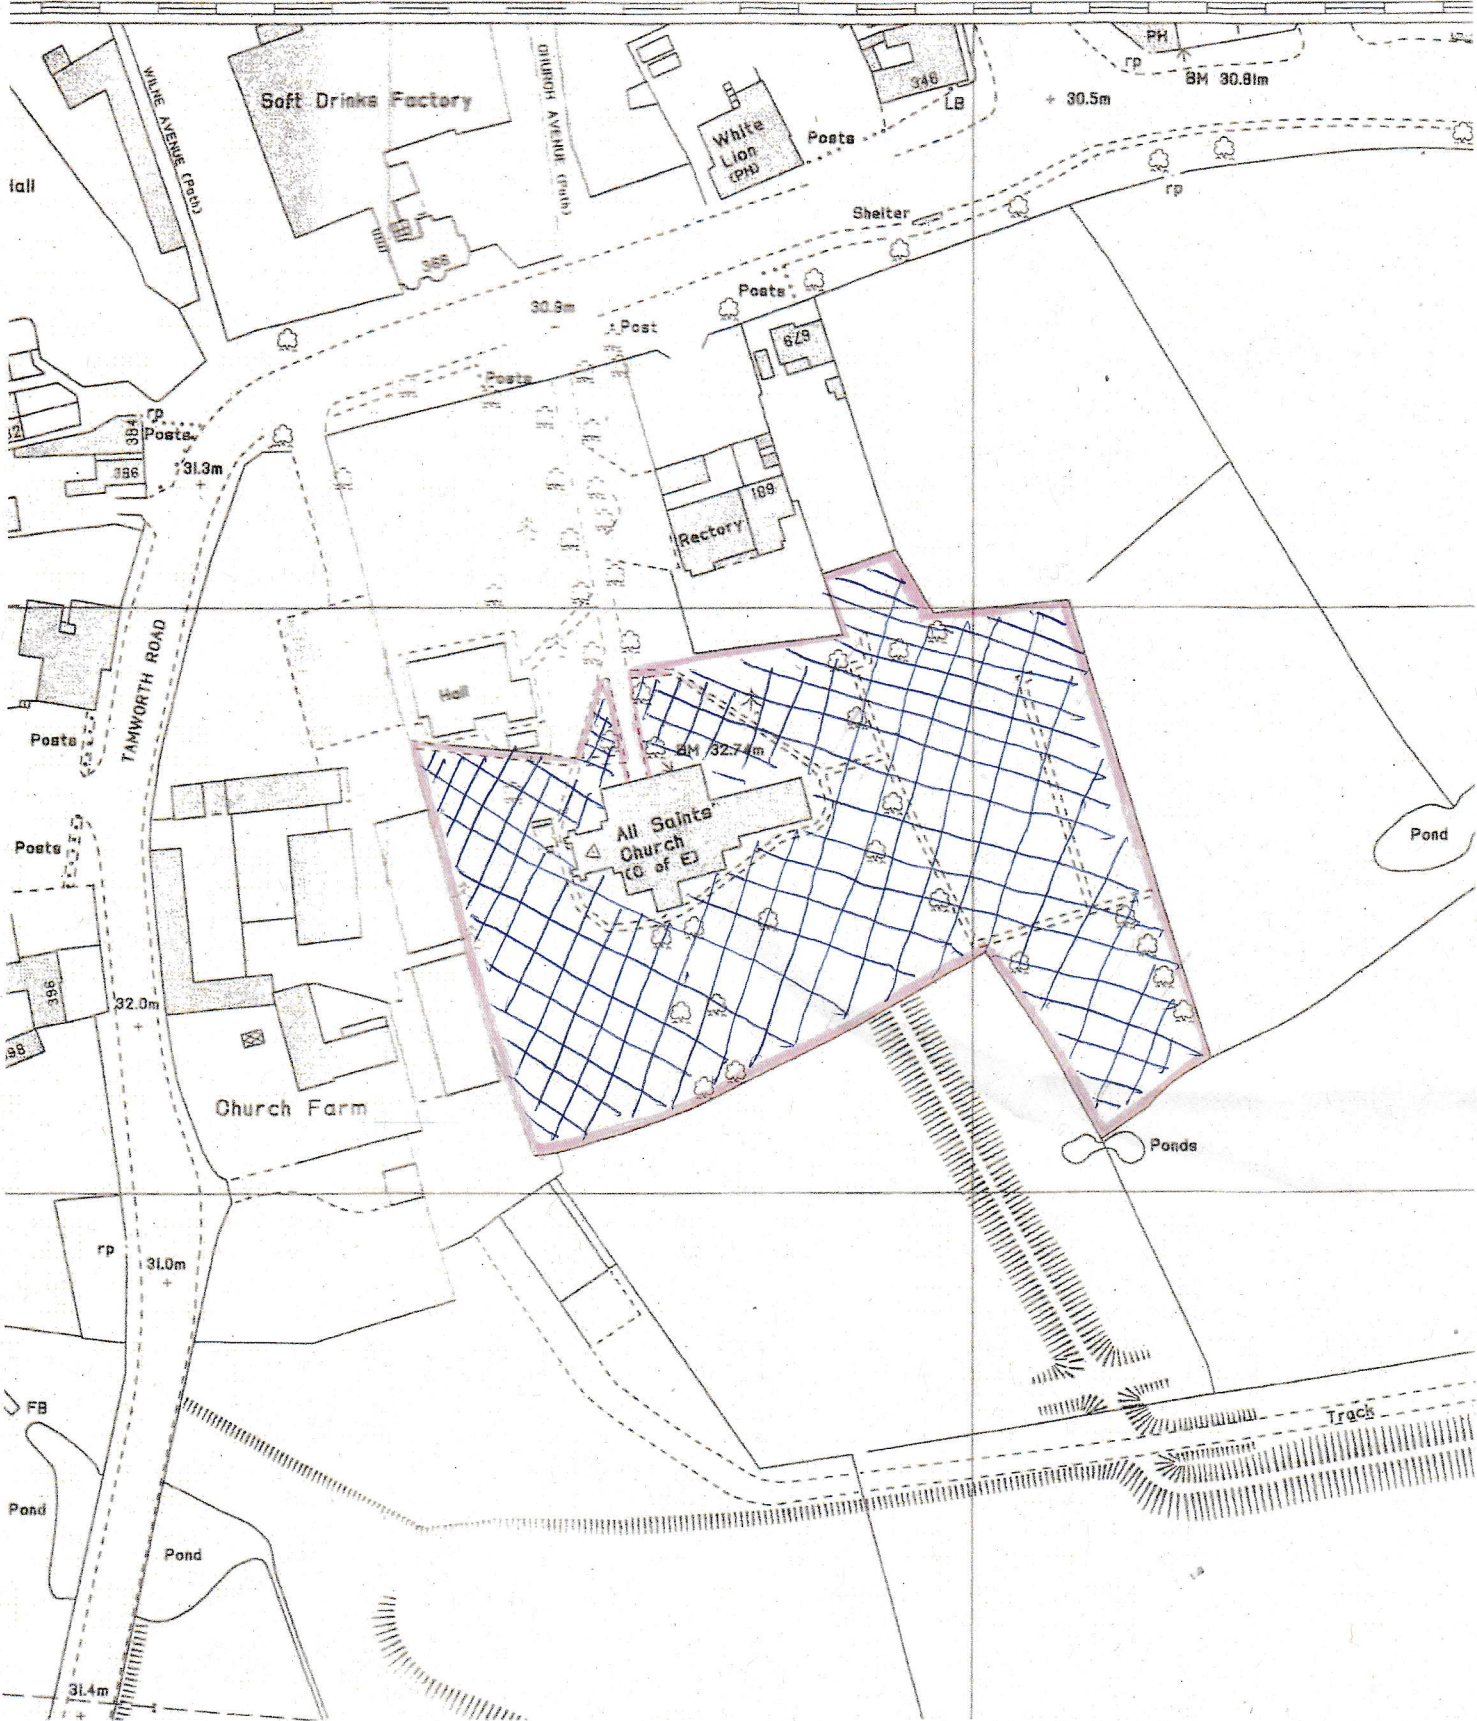 PH
rp
BM 30.81m
WILNE AVENUE (Path)
Soft Drinks Factory
CHURCH AVENUE (Path)
346
LB
30.5m
White
Lion
(PH)
Posts
rp
Shelter
366
Posts
30.9m
Post
679
Posts
rp
384
Posts
386
31.3m
681
Rectory
TAMWORTH ROAD
Hall
Posts
BM 32.74m
All Saints'
Church
(C of E)
Posts
Pond
396
32.0m
398
Church Farm
Ponds
rp
31.0m
FB
Track
Pond
Pond
31.4m